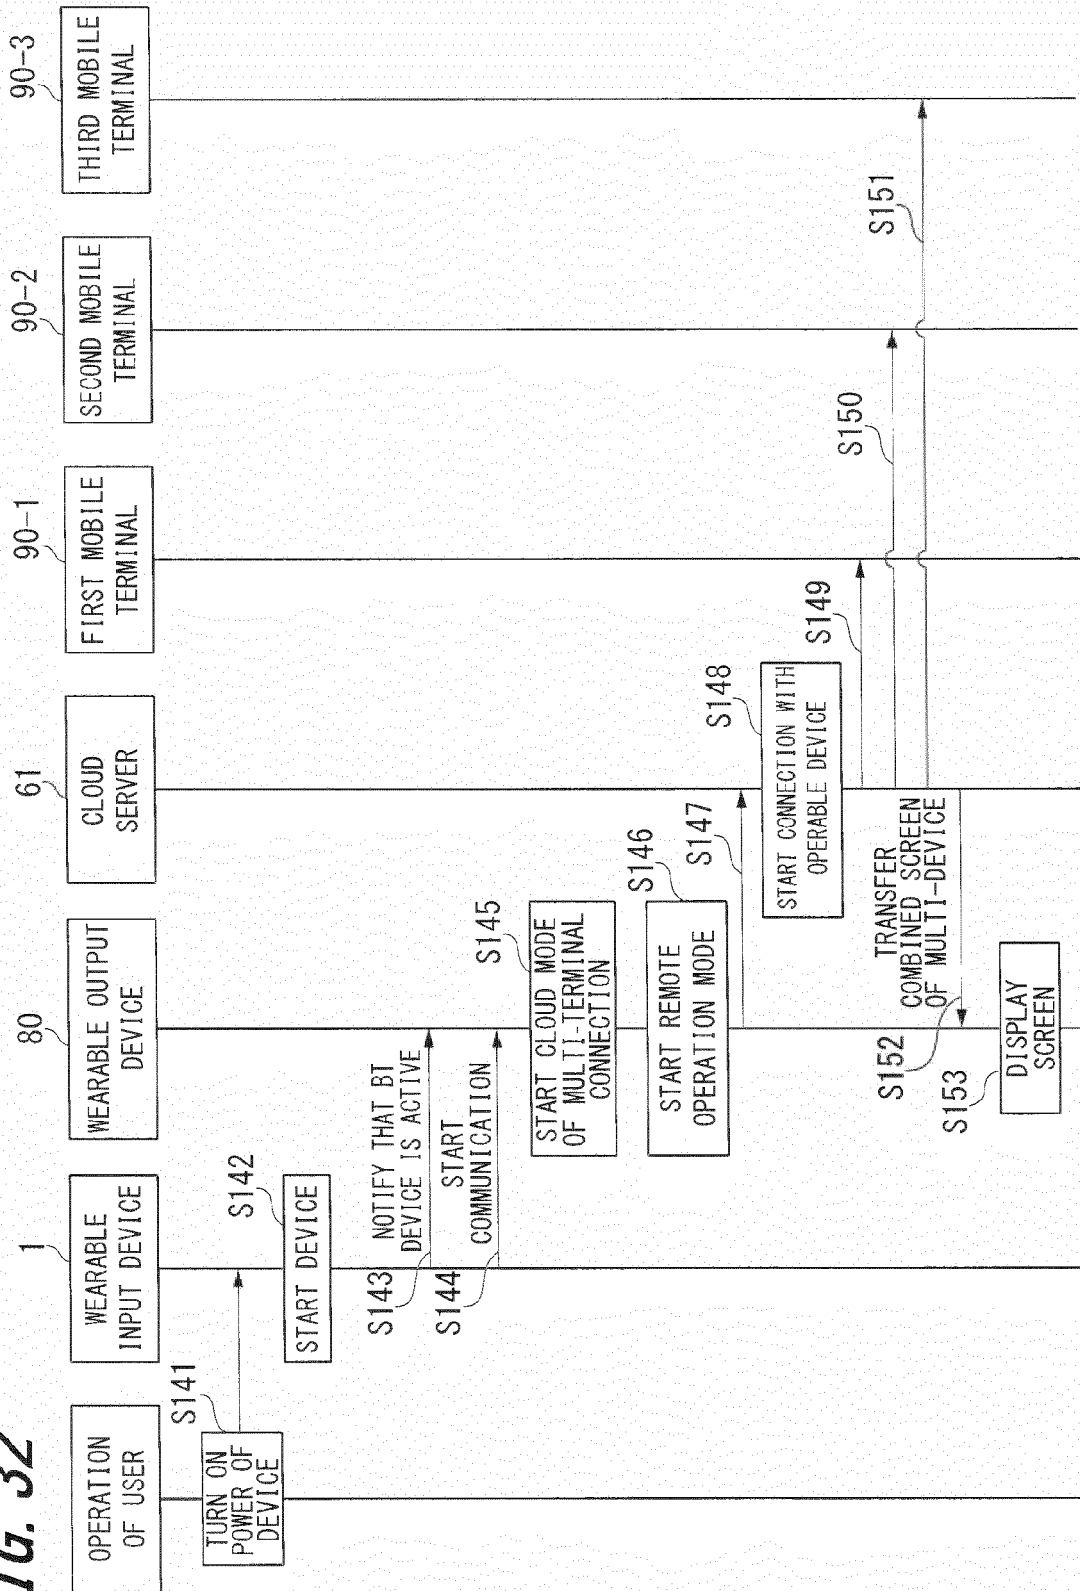 FIG. 32
OPERATION
OF USER
1
WEARABLE
INPUT DEVICE
80
WEARABLE OUTPUT
DEVICE
61
CLOUD
SERVER
90-1
FIRST MOBILE
TERMINAL
90-2
SECOND MOBILE
TERMINAL
90-3
THIRD MOBILE
TERMINAL
S141
TURN ON
POWER OF
DEVICE
S142
START DEVICE
NOTIFY THAT BT
DEVICE IS ACTIVE
S143
START
COMMUNICATION
S144
S145
START CLOUD MODE
OF MULTI-TERMINAL
CONNECTION
S146
START REMOTE
OPERATION MODE
S147
S148
START CONNECTION WITH
OPERABLE DEVICE
S149
S150
S151
TRANSFER
COMBINED SCREEN
OF MULTI-DEVICE
S152
S153
DISPLAY
SCREEN